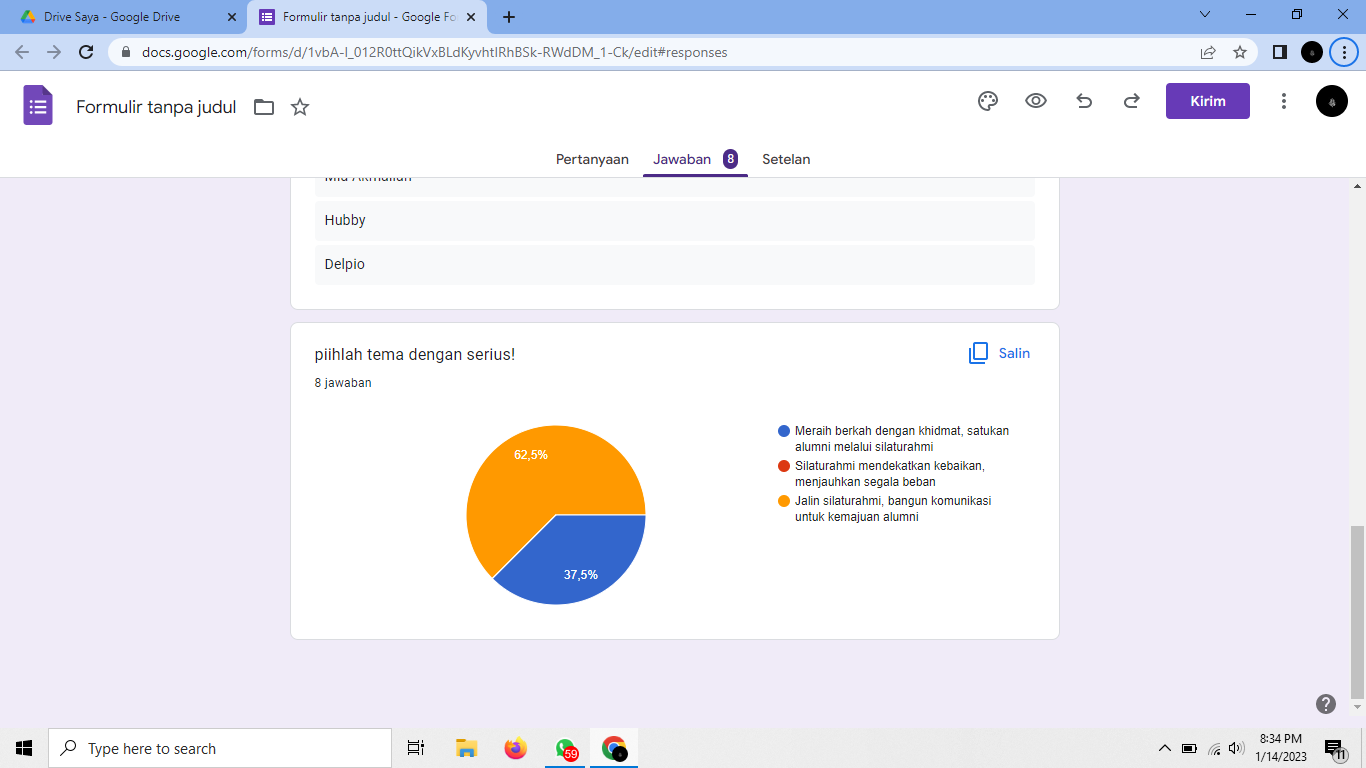 Drive Saya - Google Drive
Formulir tanpa judul - Google Fo
docs.google.com/forms/d/1vbA-I_012R0ttQikVxBLdKyvhtIRhBSk-RWdDM_1-Ck/edit#responses
Formulir tanpa judul
Kirim
Pertanyaan
Jawaban 8
Setelan
Hubby
Delpio
piihlah tema dengan serius!
Salin
8 jawaban
62,5%
37,5%
Meraih berkah dengan khidmat, satukan
alumni melalui silaturahmi
Silaturahmi mendekatkan kebaikan,
menjauhkan segala beban
Jalin silaturahmi, bangun komunikasi
untuk kemajuan alumni
Type here to search
59
8:34 PM
1/14/2023
11